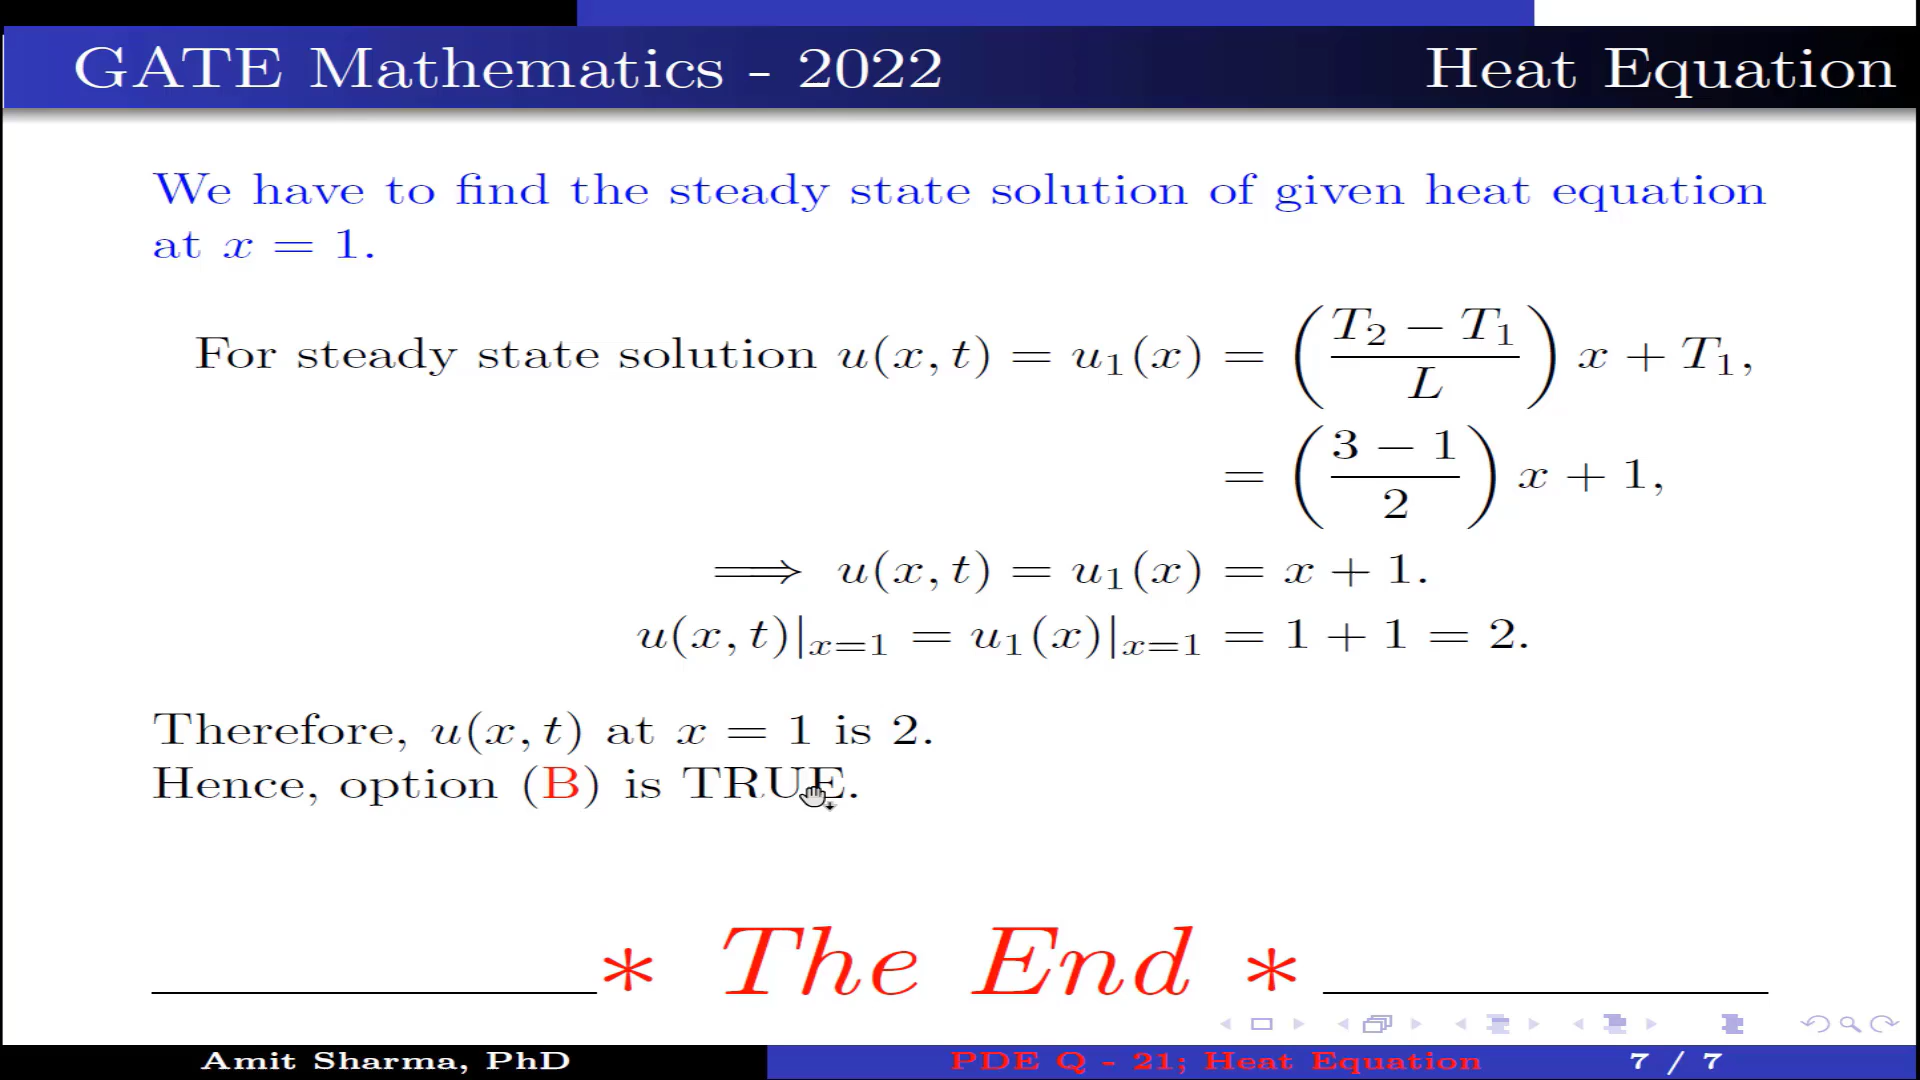 GATE Mathematics - 2022 Heat Equation
We have to find the steady state solution of given heat equation
at x = 1.
For steady state solution u(x, t) = u₁(x) = ((T₂ − T₁)/L) x + T₁,
= ((3 − 1)/2) x + 1,
⟹ u(x, t) = u₁(x) = x + 1.
u(x, t)|ₓ₌₁ = u₁(x)|ₓ₌₁ = 1 + 1 = 2.
Therefore, u(x, t) at x = 1 is 2.
Hence, option (B) is TRUE.
* The End *
Amit Sharma, PhD PDE Q - 21; Heat Equation 7 / 7